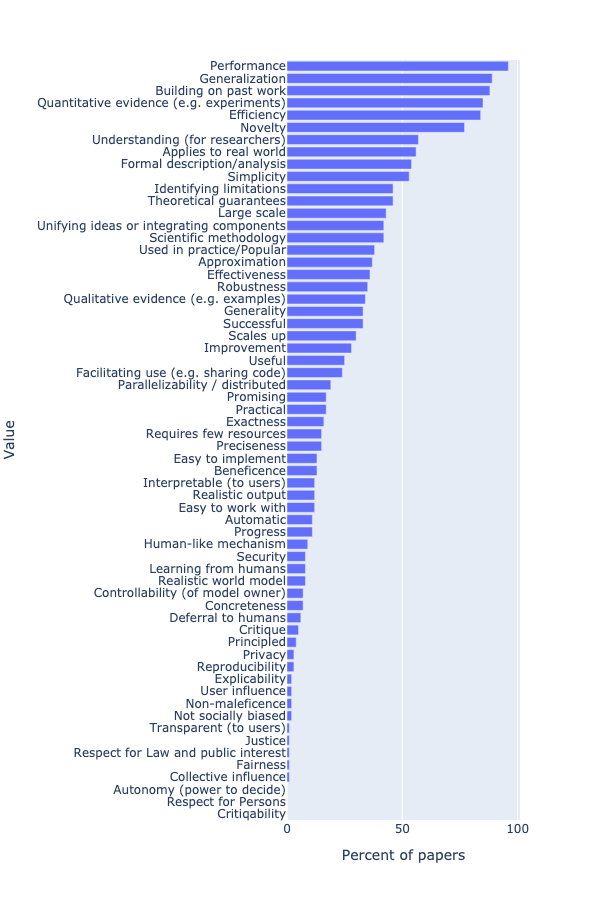 Performance
Generalization
Building on past work
Quantitative evidence (e.g. experiments)
Efficiency
Novelty
Understanding (for researchers)
Applies to real world
Formal description/analysis
Simplicity
Identifying limitations
Theoretical guarantees
Large scale
Unifying ideas or integrating components
Scientific methodology
Used in practice/Popular
Approximation
Effectiveness
Robustness
Qualitative evidence (e.g. examples)
Generality
Successful
Scales up
Improvement
Useful
Facilitating use (e.g. sharing code)
Parallelizability / distributed
Promising
Practical
Exactness
Requires few resources
Preciseness
Easy to implement
Beneficence
Interpretable (to users)
Realistic output
Easy to work with
Automatic
Progress
Human-like mechanism
Security
Learning from humans
Realistic world model
Controllability (of model owner)
Concreteness
Deferral to humans
Critique
Principled
Privacy
Reproducibility
Explicability
User influence
Non-maleficence
Not socially biased
Transparent (to users)
Justice
Respect for Law and public interest
Fairness
Collective influence
Autonomy (power to decide)
Respect for Persons
Critiqability
Value
0 50 100
Percent of papers